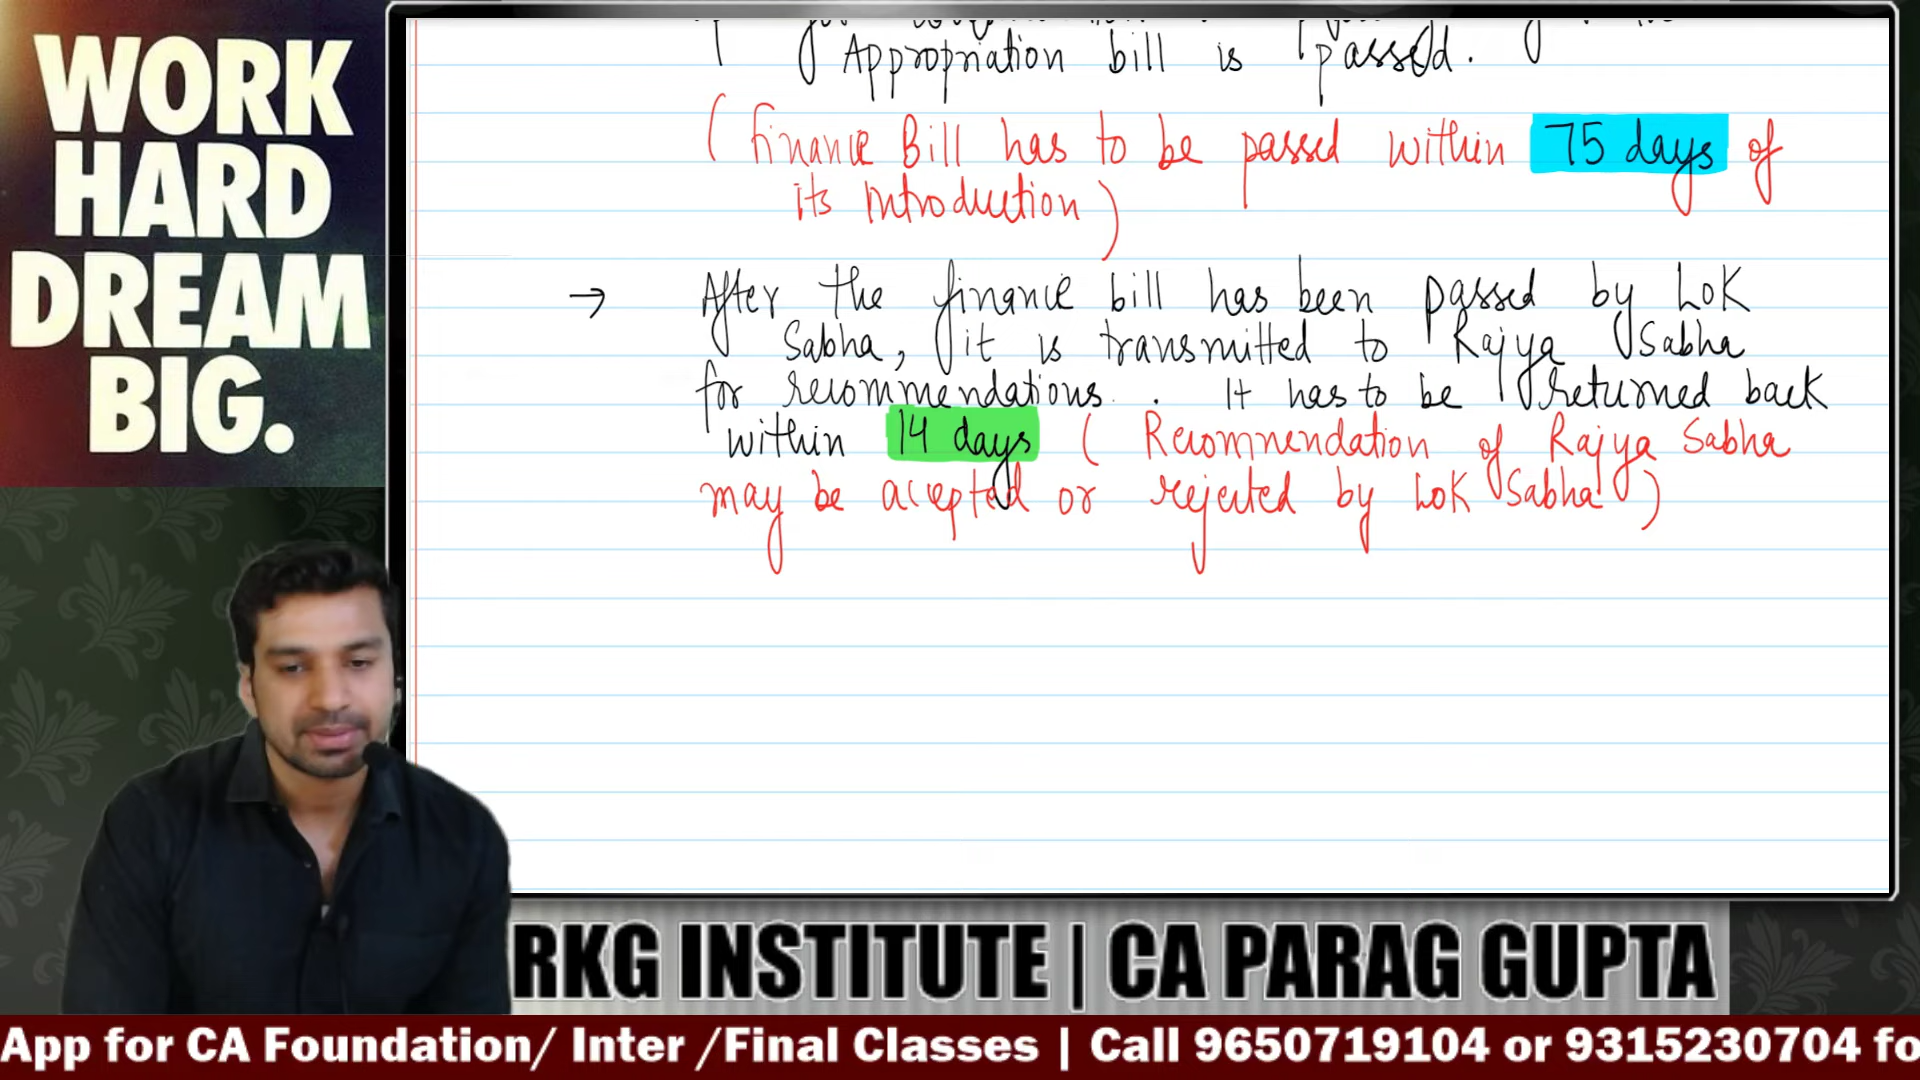 WORK
HARD
DREAM
BIG.
Appropriation bill is passed.
( Finance Bill has to be passed within 75 days of
its Introduction )
→ After the finance bill has been passed by Lok
Sabha, it is transmitted to Rajya Sabha
for recommendations. It has to be returned back
within 14 days ( Recommendation of Rajya Sabha
may be accepted or rejected by Lok Sabha )
RKG INSTITUTE | CA PARAG GUPTA
App for CA Foundation/ Inter /Final Classes | Call 9650719104 or 9315230704 fo